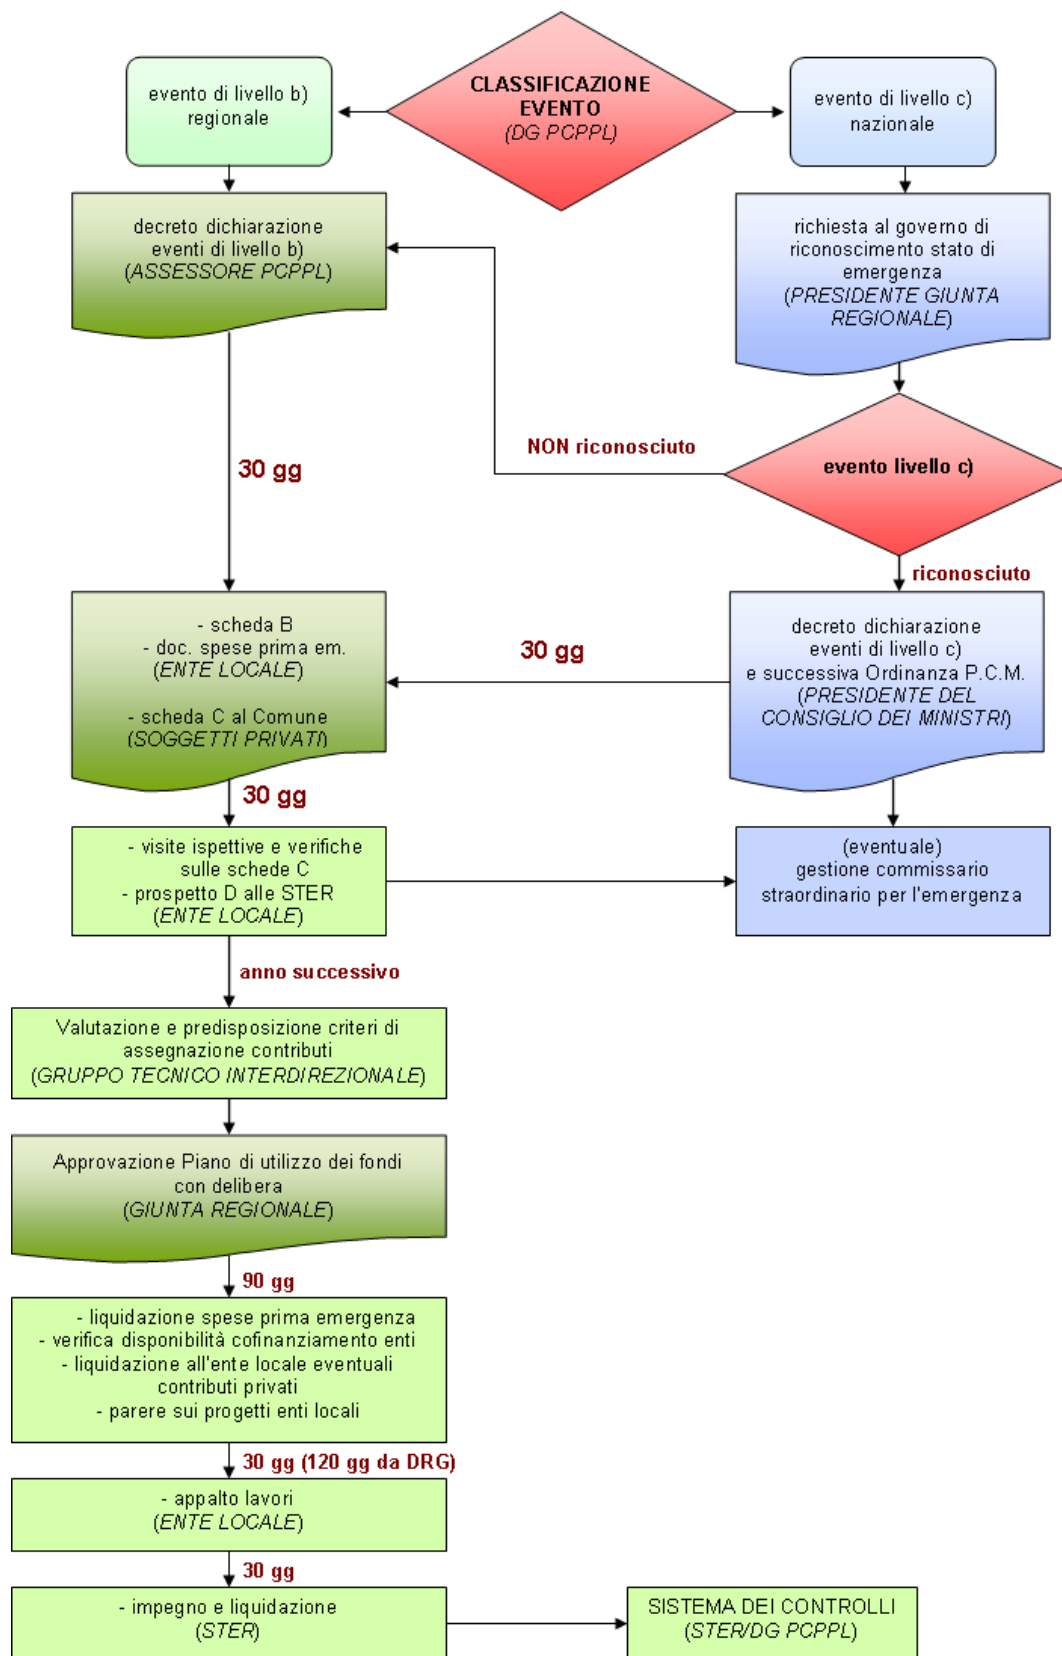 CLASSIFICAZIONE
EVENTO
(DG PCPPL)
evento di livello b)
regionale
evento di livello c)
nazionale
decreto dichiarazione
eventi di livello b)
(ASSESSORE PCPPL)
richiesta al governo di
riconoscimento stato di
emergenza
(PRESIDENTE GIUNTA
REGIONALE)
NON riconosciuto
evento livello c)
30 gg
riconosciuto
- scheda B
- doc. spese prima em.
(ENTE LOCALE)
- scheda C al Comune
(SOGGETTI PRIVATI)
30 gg
decreto dichiarazione
eventi di livello c)
e successiva Ordinanza P.C.M.
(PRESIDENTE DEL
CONSIGLIO DEI MINISTRI)
30 gg
- visite ispettive e verifiche
sulle schede C
- prospetto D alle STER
(ENTE LOCALE)
(eventuale)
gestione commissario
straordinario per l'emergenza
anno successivo
Valutazione e predisposizione criteri di
assegnazione contributi
(GRUPPO TECNICO INTERDIREZIONALE)
Approvazione Piano di utilizzo dei fondi
con delibera
(GIUNTA REGIONALE)
90 gg
- liquidazione spese prima emergenza
- verifica disponibilità cofinanziamento enti
- liquidazione all'ente locale eventuali
contributi privati
- parere sui progetti enti locali
30 gg (120 gg da DRG)
- appalto lavori
(ENTE LOCALE)
30 gg
- impegno e liquidazione
(STER)
SISTEMA DEI CONTROLLI
(STER/DG PCPPL)